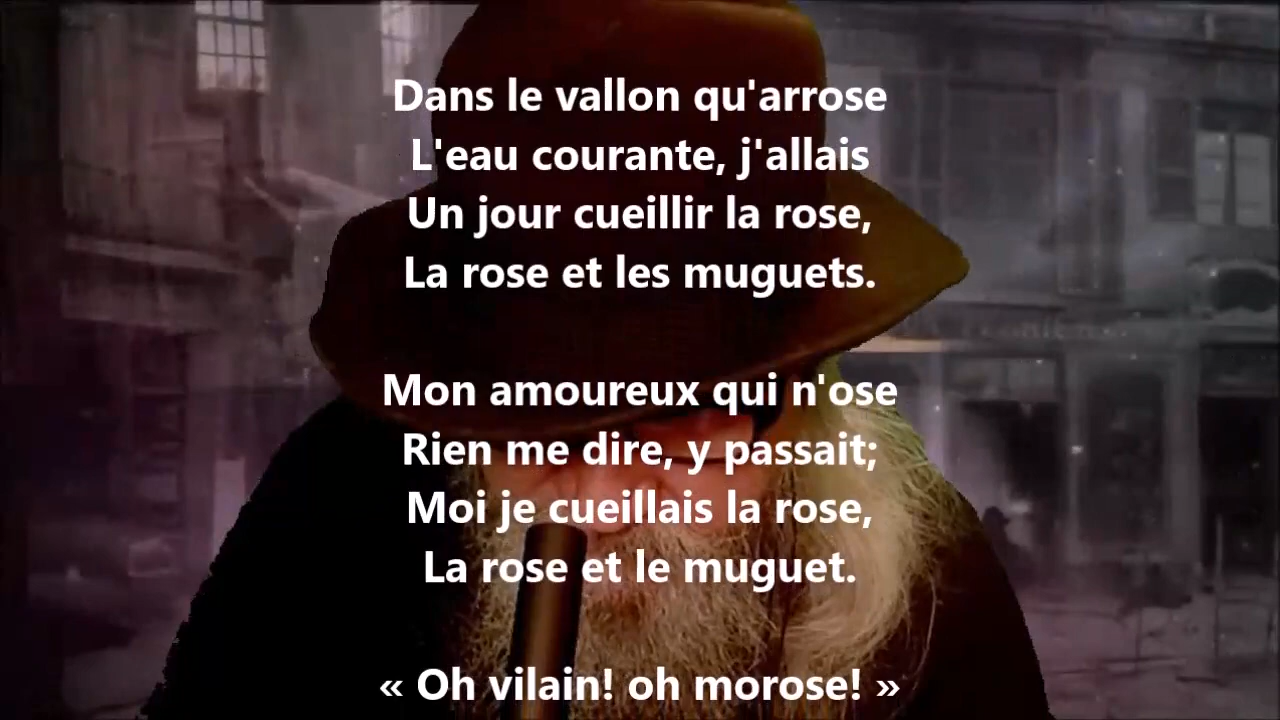 Dans le vallon qu'arrose
L'eau courante, j'allais
Un jour cueillir la rose,
La rose et les muguets.
Mon amoureux qui n'ose
Rien me dire, y passait;
Moi je cueillais la rose,
La rose et le muguet.
« Oh vilain! oh morose! »